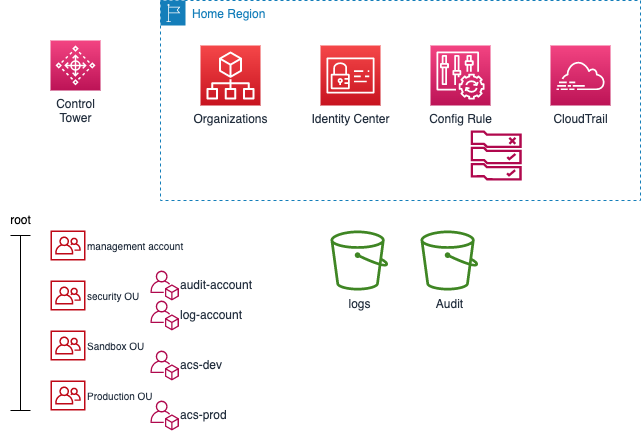 Home Region
Control
Tower
Organizations
Identity Center
Config Rule
CloudTrail
root
management account
security OU
audit-account
log-account
Sandbox OU
acs-dev
Production OU
acs-prod
logs
Audit